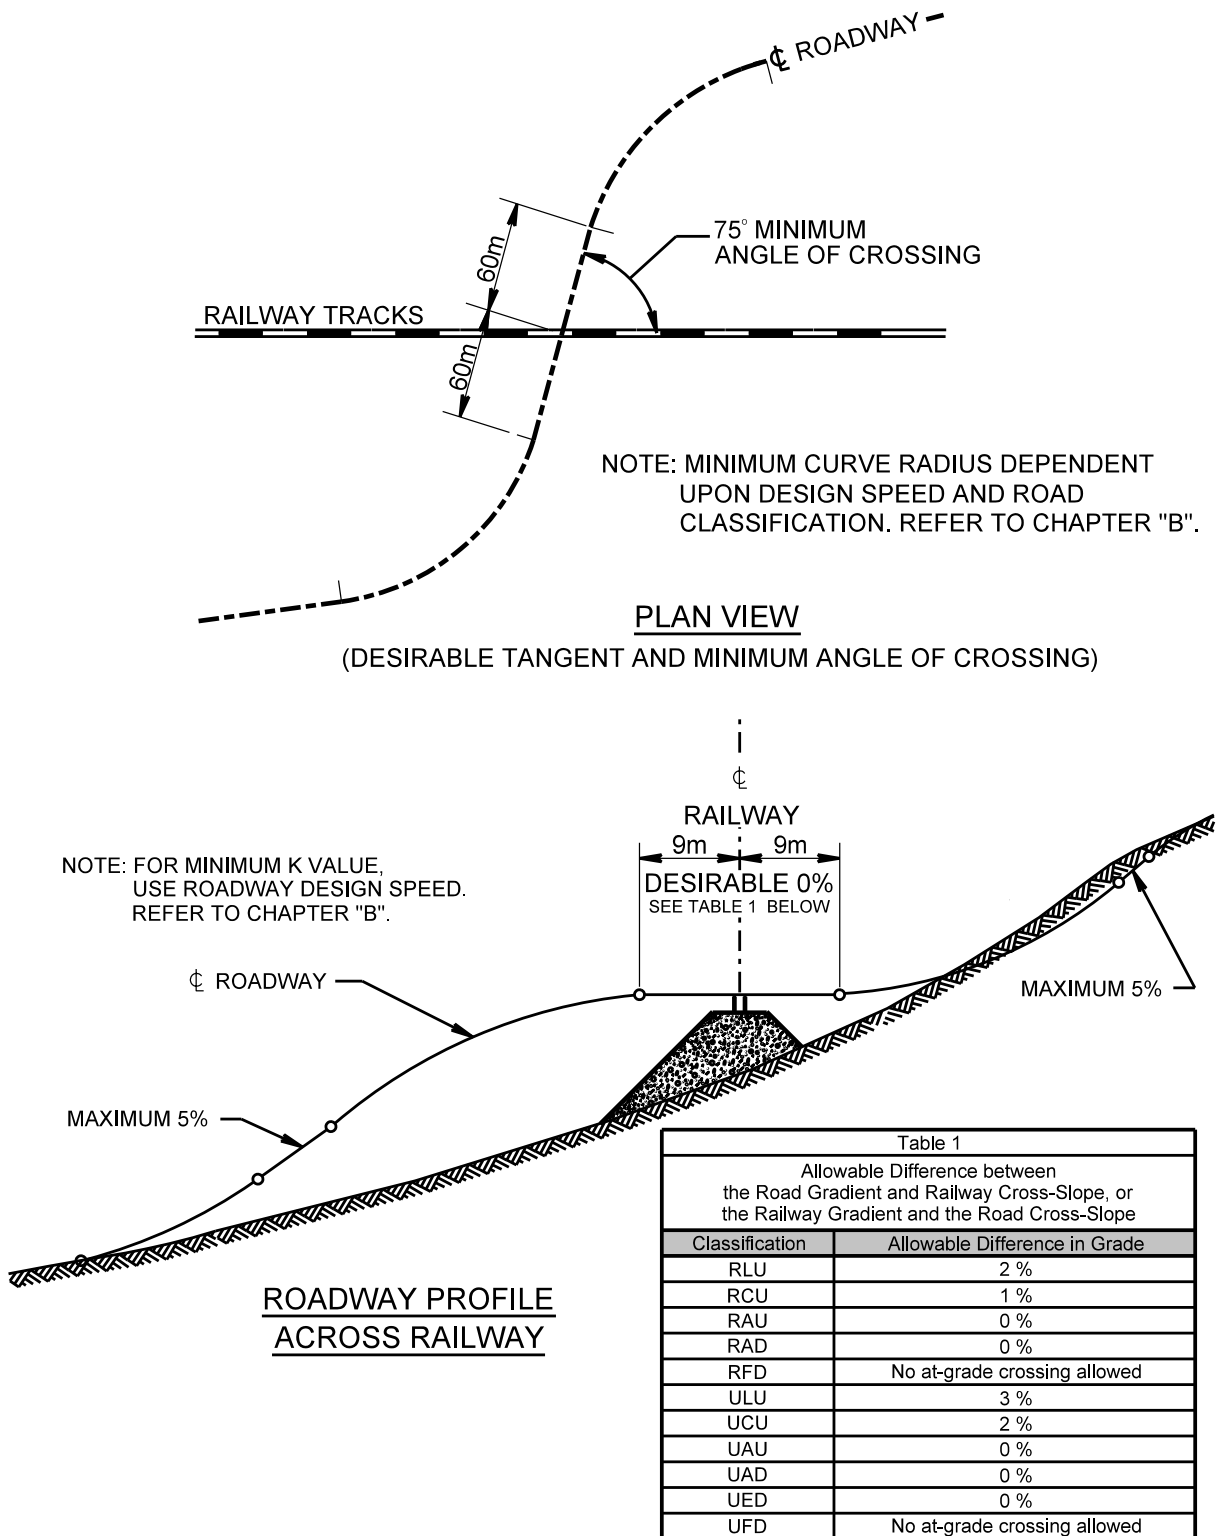 ℄ ROADWAY
60m
75° MINIMUM
ANGLE OF CROSSING
RAILWAY TRACKS
60m
NOTE: MINIMUM CURVE RADIUS DEPENDENT
UPON DESIGN SPEED AND ROAD
CLASSIFICATION. REFER TO CHAPTER "B".
PLAN VIEW
(DESIRABLE TANGENT AND MINIMUM ANGLE OF CROSSING)
℄
RAILWAY
9m 9m
DESIRABLE 0%
SEE TABLE 1 BELOW
NOTE: FOR MINIMUM K VALUE,
USE ROADWAY DESIGN SPEED.
REFER TO CHAPTER "B".
℄ ROADWAY
MAXIMUM 5%
MAXIMUM 5%
ROADWAY PROFILE
ACROSS RAILWAY
Table 1
Allowable Difference between
the Road Gradient and Railway Cross-Slope, or
the Railway Gradient and the Road Cross-Slope
Classification Allowable Difference in Grade
RLU 2 %
RCU 1 %
RAU 0 %
RAD 0 %
RFD No at-grade crossing allowed
ULU 3 %
UCU 2 %
UAU 0 %
UAD 0 %
UED 0 %
UFD No at-grade crossing allowed